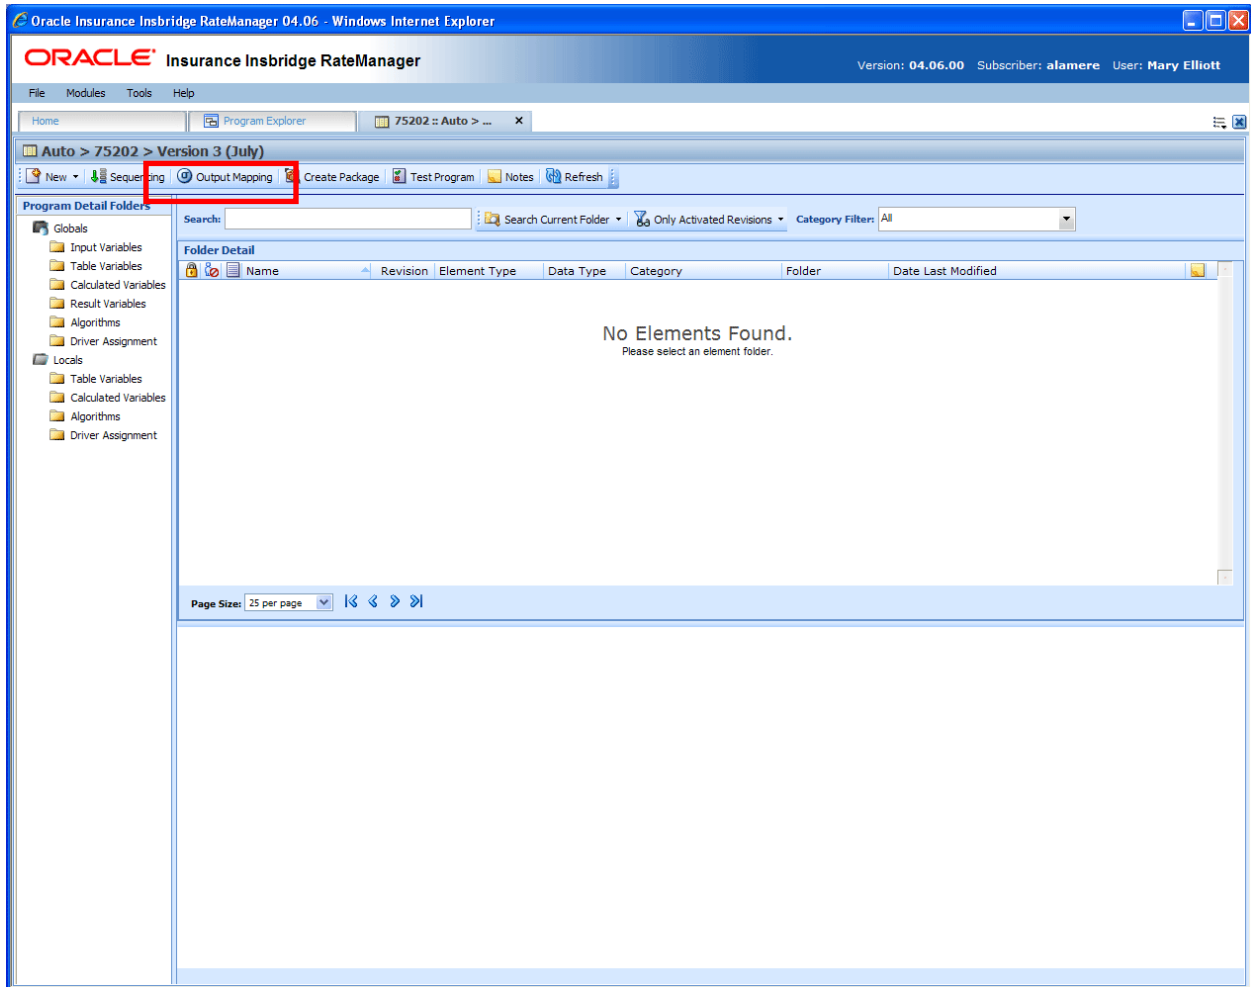 Oracle Insurance Insbridge RateManager 04.06 - Windows Internet Explorer
ORACLE Insurance Insbridge RateManager
Version: 04.06.00 Subscriber: alamere User: Mary Elliott
File Modules Tools Help
Home Program Explorer 75202 :: Auto > ...
Auto > 75202 > Version 3 (July)
New Sequencing Output Mapping Create Package Test Program Notes Refresh
Program Detail Folders
Globals
Input Variables
Table Variables
Calculated Variables
Result Variables
Algorithms
Driver Assignment
Locals
Table Variables
Calculated Variables
Algorithms
Driver Assignment
Search: Search Current Folder Only Activated Revisions Category Filter: All
Folder Detail
Name Revision Element Type Data Type Category Folder Date Last Modified
No Elements Found.
Please select an element folder.
Page Size: 25 per page